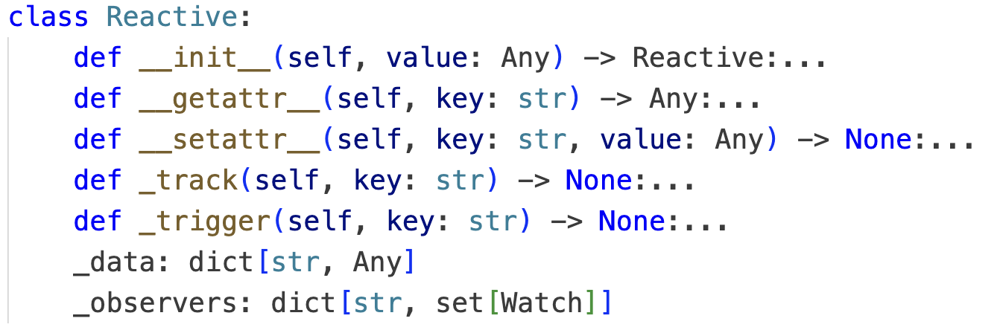 class Reactive:
    def __init__(self, value: Any) -> Reactive:...
    def __getattr__(self, key: str) -> Any:...
    def __setattr__(self, key: str, value: Any) -> None:...
    def _track(self, key: str) -> None:...
    def _trigger(self, key: str) -> None:...
    _data: dict[str, Any]
    _observers: dict[str, set[Watch]]